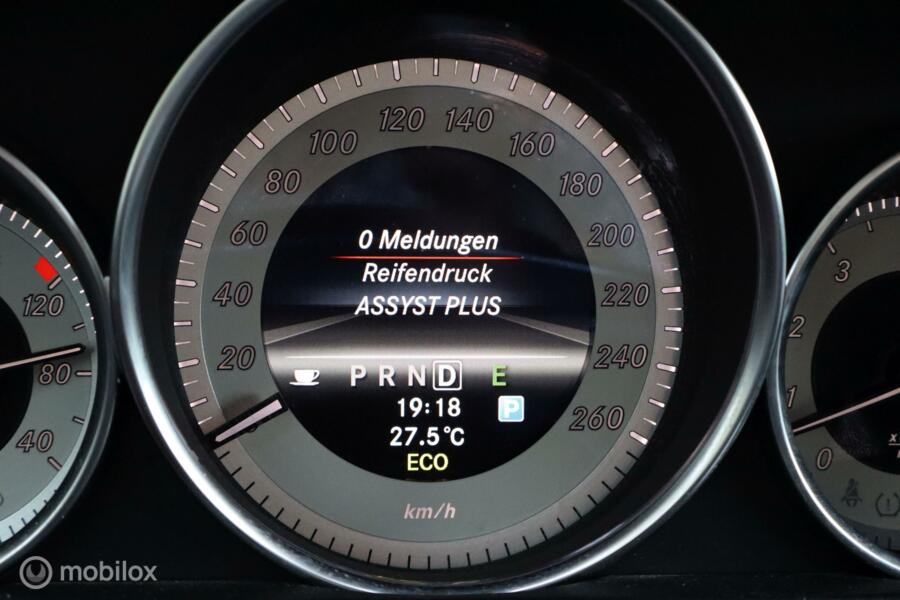 120 140
100 160
80 180
60 200
40 220
20 240
260
0 Meldungen
Reifendruck
ASSYST PLUS
P R N D E
19:18 P
27.5°C
ECO
km/h
120
80
40
3
2
1
0
mobilox